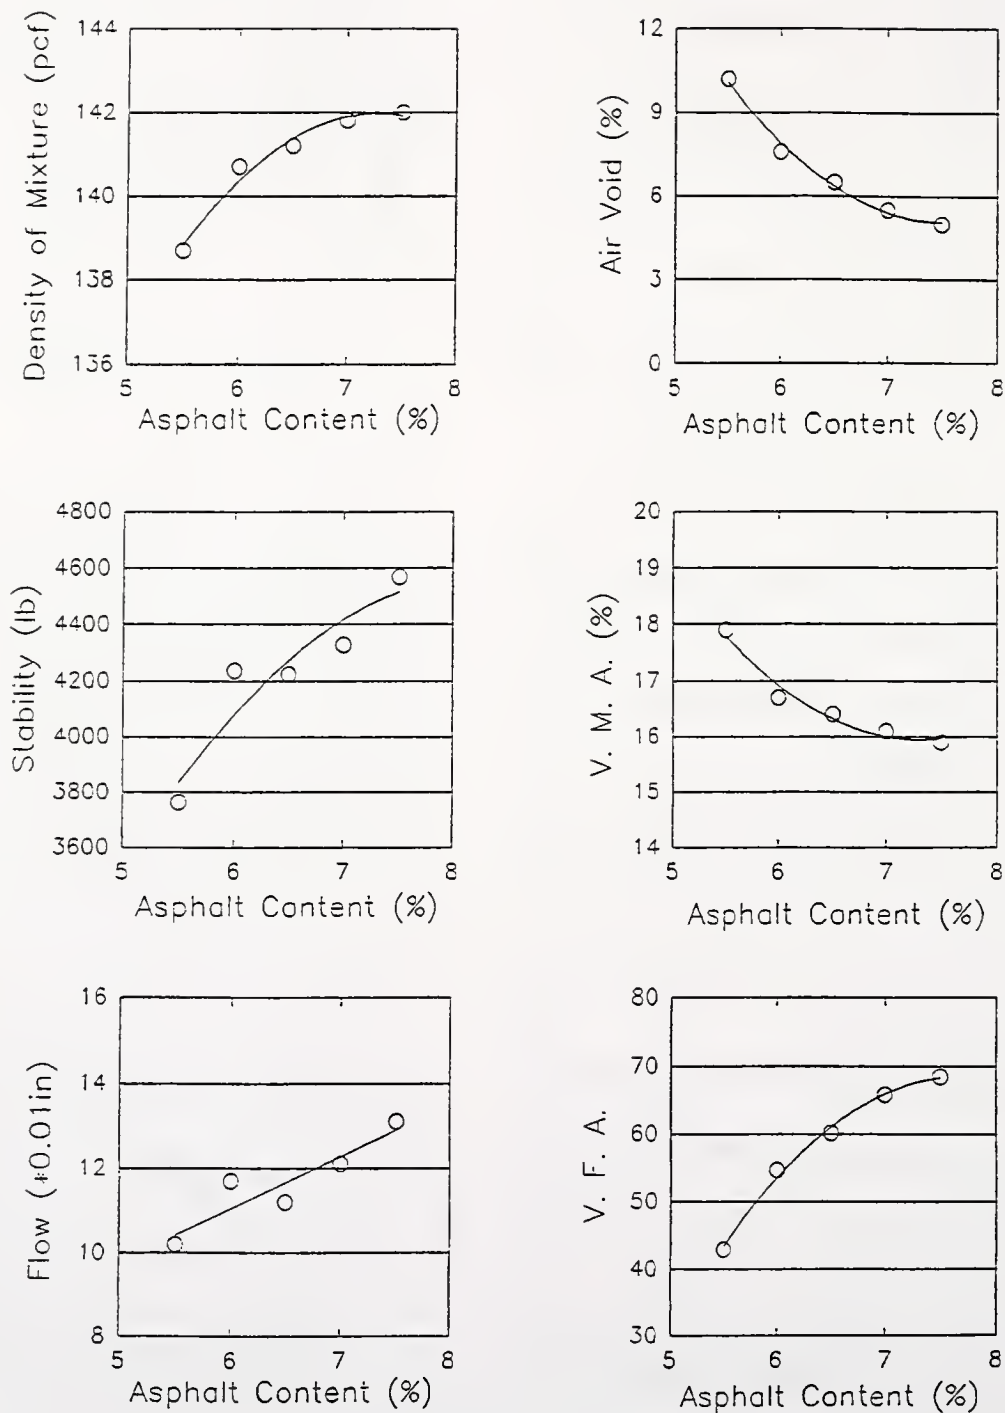 Density of Mixture (pcf)
144
142
140
138
136
5 6 7 8
Asphalt Content (%)
Air Void (%)
12
9
6
3
0
5 6 7 8
Asphalt Content (%)
Stability (lb)
4800
4600
4400
4200
4000
3800
3600
5 6 7 8
Asphalt Content (%)
V. M. A. (%)
20
19
18
17
16
15
14
5 6 7 8
Asphalt Content (%)
Flow (*0.01in)
16
14
12
10
8
5 6 7 8
Asphalt Content (%)
V. F. A.
80
70
60
50
40
30
5 6 7 8
Asphalt Content (%)